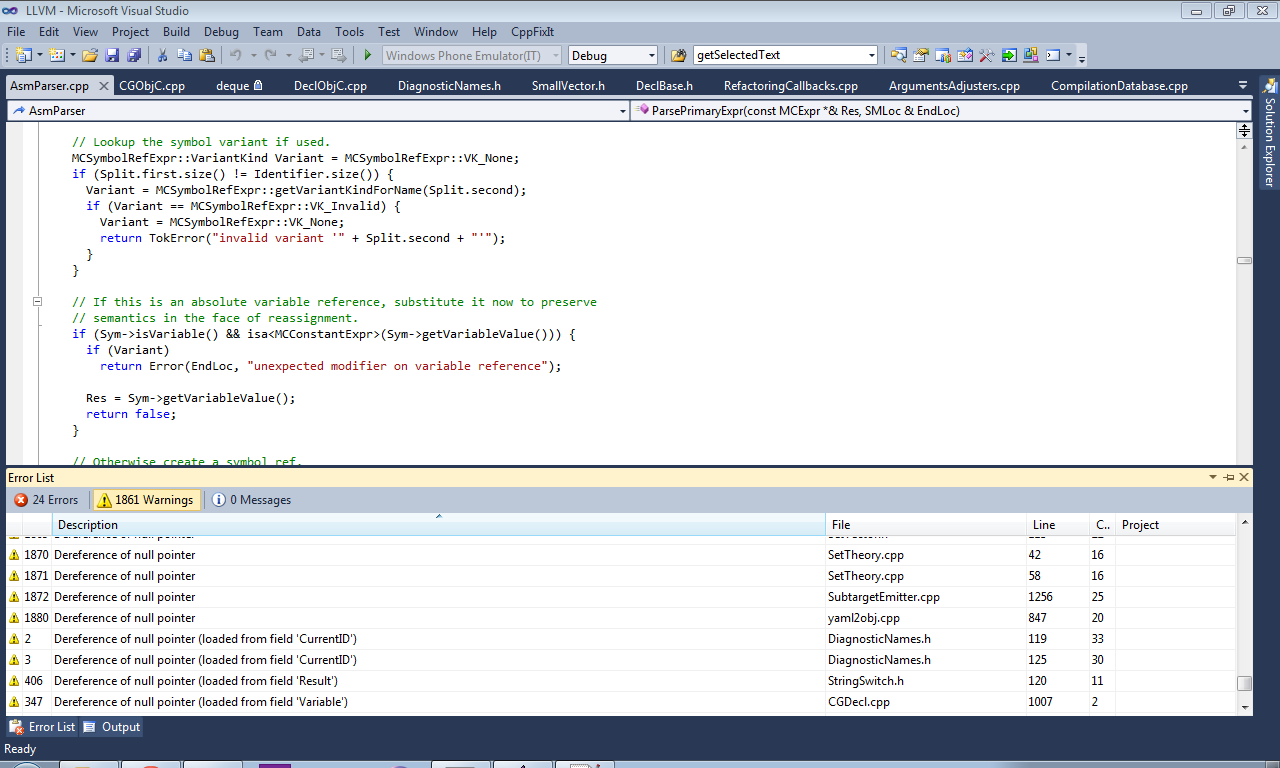 LLVM - Microsoft Visual Studio
File Edit View Project Build Debug Team Data Tools Test Window Help CppFixIt
Windows Phone Emulator(IT) Debug getSelectedText
AsmParser.cpp CGObjC.cpp deque DeclObjC.cpp DiagnosticNames.h SmallVector.h DeclBase.h RefactoringCallbacks.cpp ArgumentsAdjusters.cpp CompilationDatabase.cpp
AsmParser ParsePrimaryExpr(const MCExpr *& Res, SMLoc & EndLoc)
Solution Explorer
// Lookup the symbol variant if used.
MCSymbolRefExpr::VariantKind Variant = MCSymbolRefExpr::VK_None;
if (Split.first.size() != Identifier.size()) {
Variant = MCSymbolRefExpr::getVariantKindForName(Split.second);
if (Variant == MCSymbolRefExpr::VK_Invalid) {
Variant = MCSymbolRefExpr::VK_None;
return TokError("invalid variant '" + Split.second + "'");
}
}
// If this is an absolute variable reference, substitute it now to preserve
// semantics in the face of reassignment.
if (Sym->isVariable() && isa<MCConstantExpr>(Sym->getVariableValue())) {
if (Variant)
return Error(EndLoc, "unexpected modifier on variable reference");
Res = Sym->getVariableValue();
return false;
}
// Otherwise create a symbol ref.
Error List
24 Errors 1861 Warnings 0 Messages
Description File Line C.. Project
1870 Dereference of null pointer SetTheory.cpp 42 16
1871 Dereference of null pointer SetTheory.cpp 58 16
1872 Dereference of null pointer SubtargetEmitter.cpp 1256 25
1880 Dereference of null pointer yaml2obj.cpp 847 20
2 Dereference of null pointer (loaded from field 'CurrentID') DiagnosticNames.h 119 33
3 Dereference of null pointer (loaded from field 'CurrentID') DiagnosticNames.h 125 30
406 Dereference of null pointer (loaded from field 'Result') StringSwitch.h 120 11
347 Dereference of null pointer (loaded from field 'Variable') CGDecl.cpp 1007 2
Error List Output
Ready